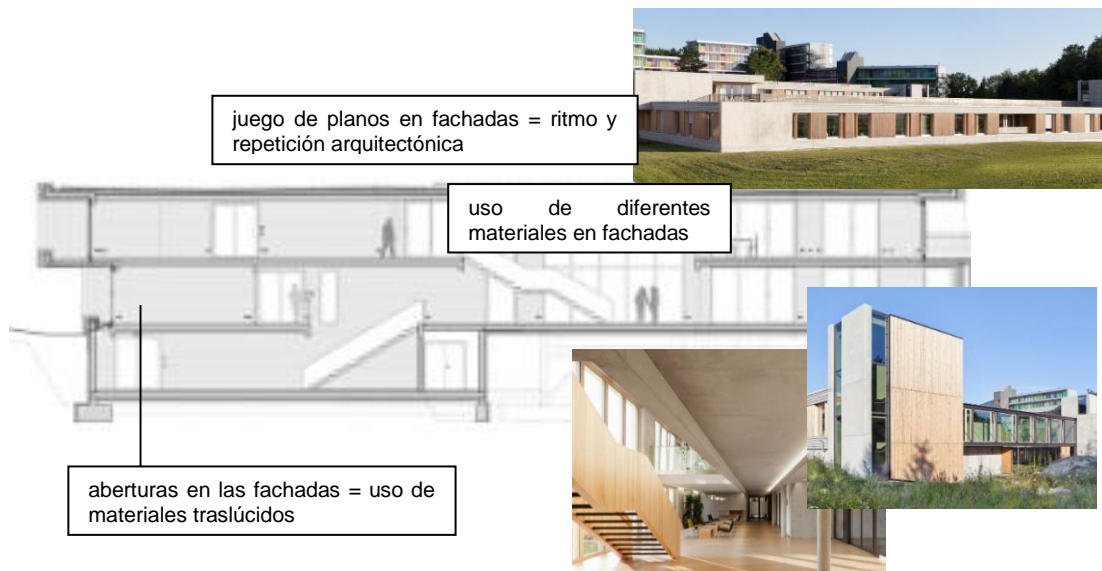 juego de planos en fachadas = ritmo y
repetición arquitectónica
uso de diferentes
materiales en fachadas
aberturas en las fachadas = uso de
materiales traslúcidos